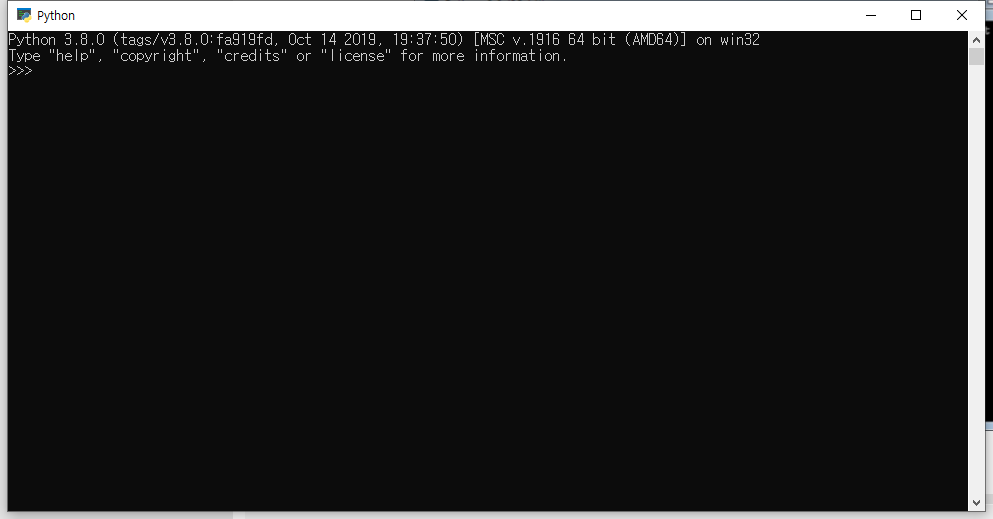 Python
Python 3.8.0 (tags/v3.8.0:fa919fd, Oct 14 2019, 19:37:50) [MSC v.1916 64 bit (AMD64)] on win32
Type "help", "copyright", "credits" or "license" for more information.
>>>